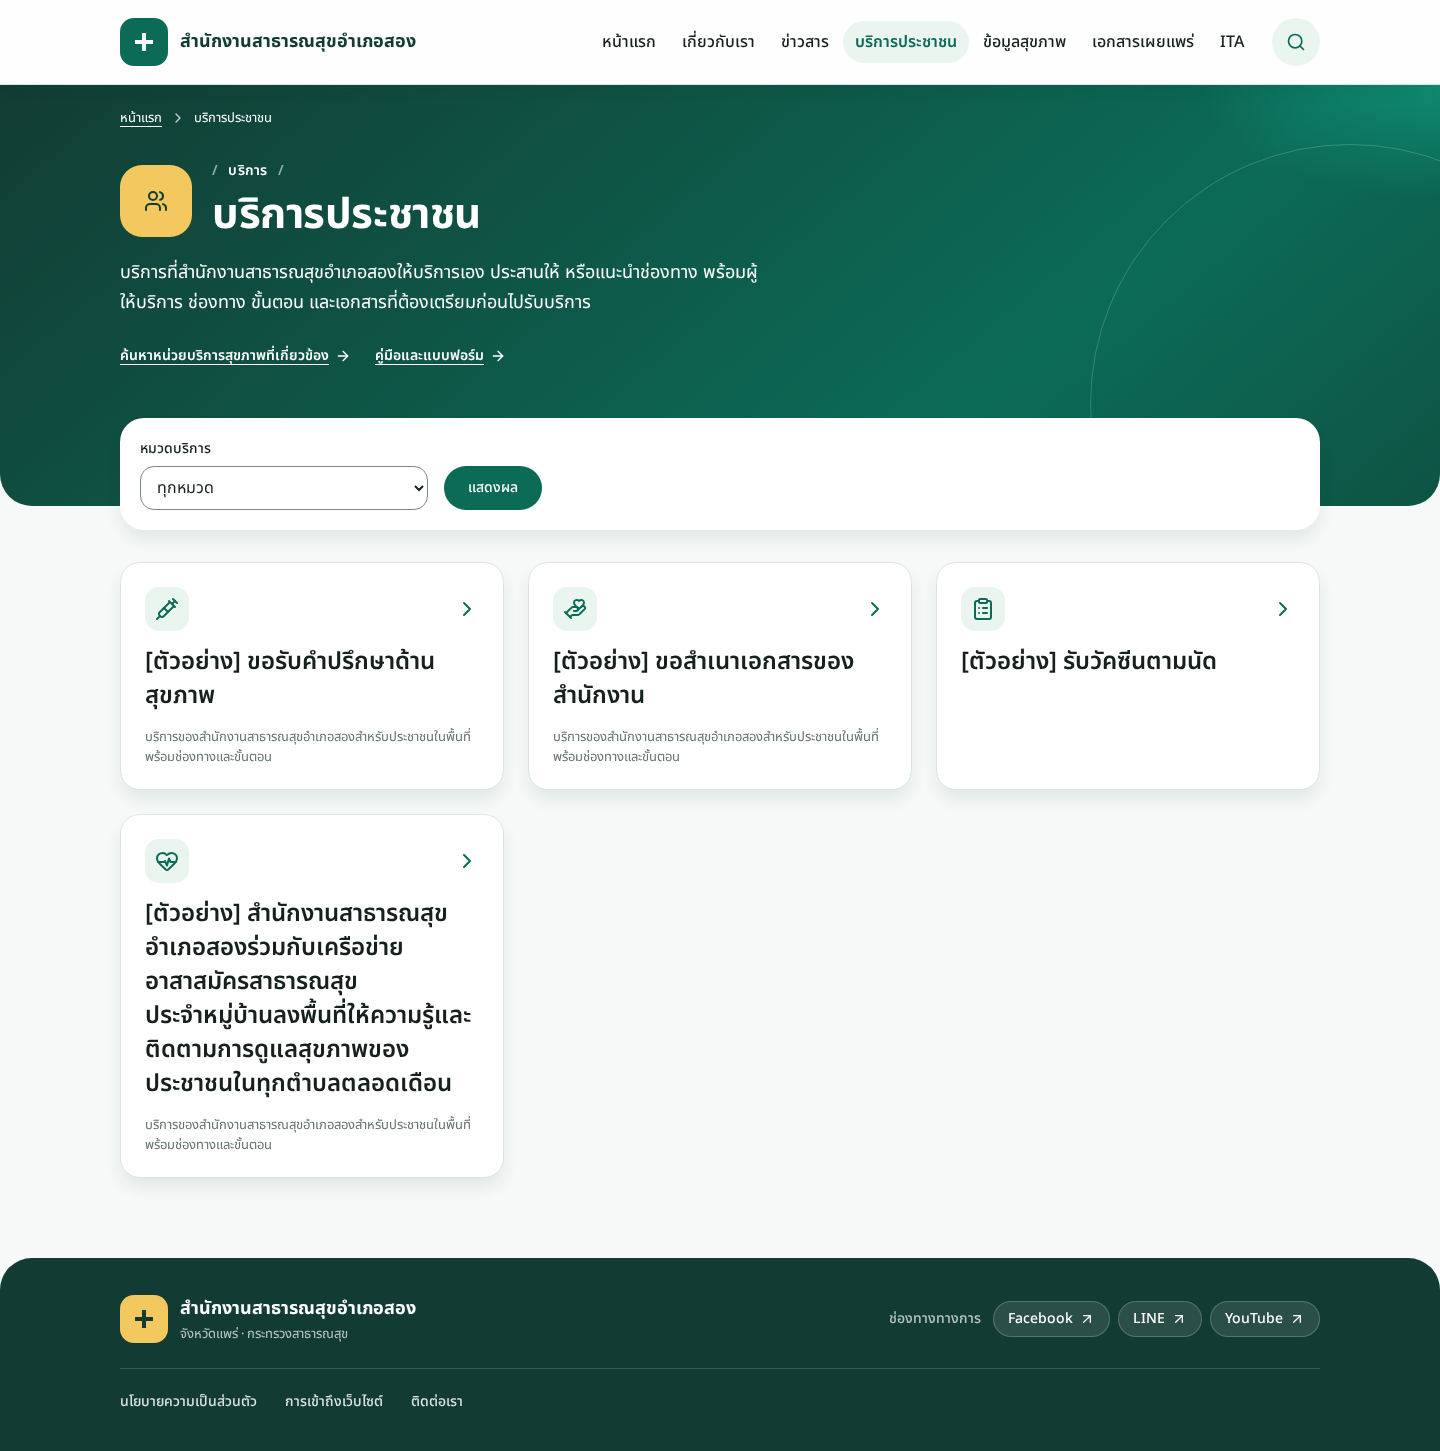 สำนักงานสาธารณสุขอำเภอสอง
หน้าแรก เกี่ยวกับเรา ข่าวสาร บริการประชาชน ข้อมูลสุขภาพ เอกสารเผยแพร่ ITA
หน้าแรก บริการประชาชน
/ บริการ /
บริการประชาชน
บริการที่สำนักงานสาธารณสุขอำเภอสองให้บริการเอง ประสานให้ หรือแนะนำช่องทาง พร้อมผู้
ให้บริการ ช่องทาง ขั้นตอน และเอกสารที่ต้องเตรียมก่อนไปรับบริการ
ค้นหาหน่วยบริการสุขภาพที่เกี่ยวข้อง คู่มือและแบบฟอร์ม
หมวดบริการ
ทุกหมวด แสดงผล
[ตัวอย่าง] ขอรับคำปรึกษาด้าน
สุขภาพ
บริการของสำนักงานสาธารณสุขอำเภอสองสำหรับประชาชนในพื้นที่
พร้อมช่องทางและขั้นตอน
[ตัวอย่าง] ขอสำเนาเอกสารของ
สำนักงาน
บริการของสำนักงานสาธารณสุขอำเภอสองสำหรับประชาชนในพื้นที่
พร้อมช่องทางและขั้นตอน
[ตัวอย่าง] รับวัคซีนตามนัด
[ตัวอย่าง] สำนักงานสาธารณสุข
อำเภอสองร่วมกับเครือข่าย
อาสาสมัครสาธารณสุข
ประจำหมู่บ้านลงพื้นที่ให้ความรู้และ
ติดตามการดูแลสุขภาพของ
ประชาชนในทุกตำบลตลอดเดือน
บริการของสำนักงานสาธารณสุขอำเภอสองสำหรับประชาชนในพื้นที่
พร้อมช่องทางและขั้นตอน
สำนักงานสาธารณสุขอำเภอสอง
จังหวัดแพร่ · กระทรวงสาธารณสุข
ช่องทางทางการ Facebook LINE YouTube
นโยบายความเป็นส่วนตัว การเข้าถึงเว็บไซต์ ติดต่อเรา